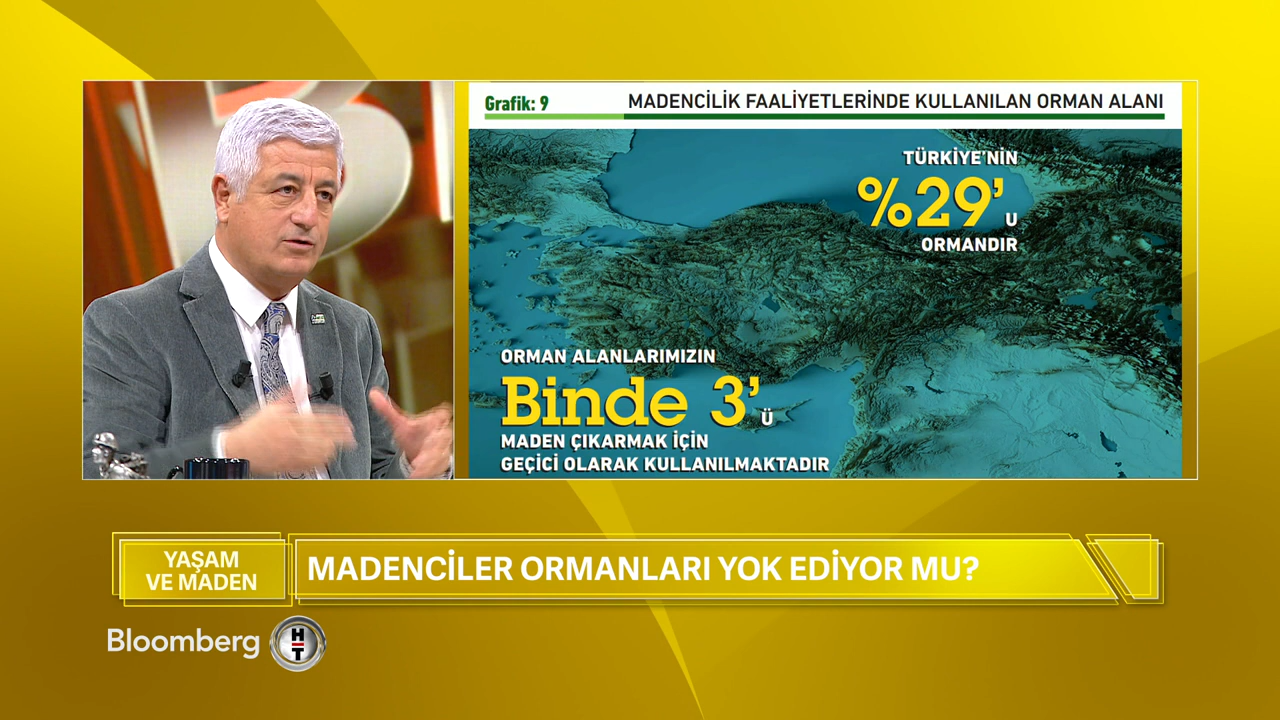 Grafik: 9
MADENCİLİK FAALİYETLERİNDE KULLANILAN ORMAN ALANI
TÜRKİYE'NİN
%29'U
ORMANDIR
ORMAN ALANLARIMIZIN
Binde 3'Ü
MADEN ÇIKARMAK İÇİN
GEÇİCİ OLARAK KULLANILMAKTADIR
YAŞAM
VE MADEN
MADENCİLER ORMANLARI YOK EDİYOR MU?
Bloomberg HT